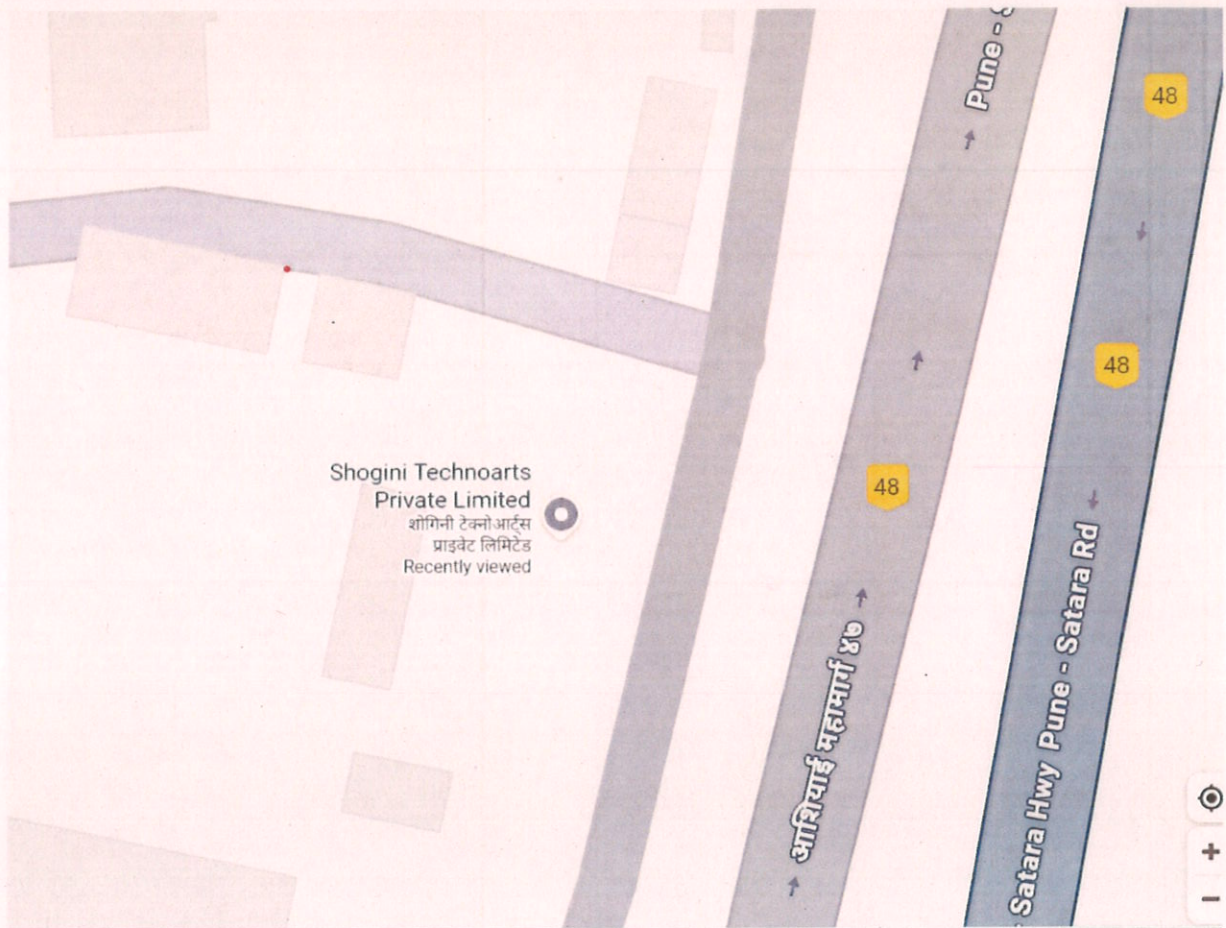 Pune - S
48
48
48
Shogini Technoarts
Private Limited
शोगिनी टेक्नोआर्ट्स
प्राइवेट लिमिटेड
Recently viewed
आशियाई महामार्ग ४७
Satara Hwy Pune - Satara Rd
+
−